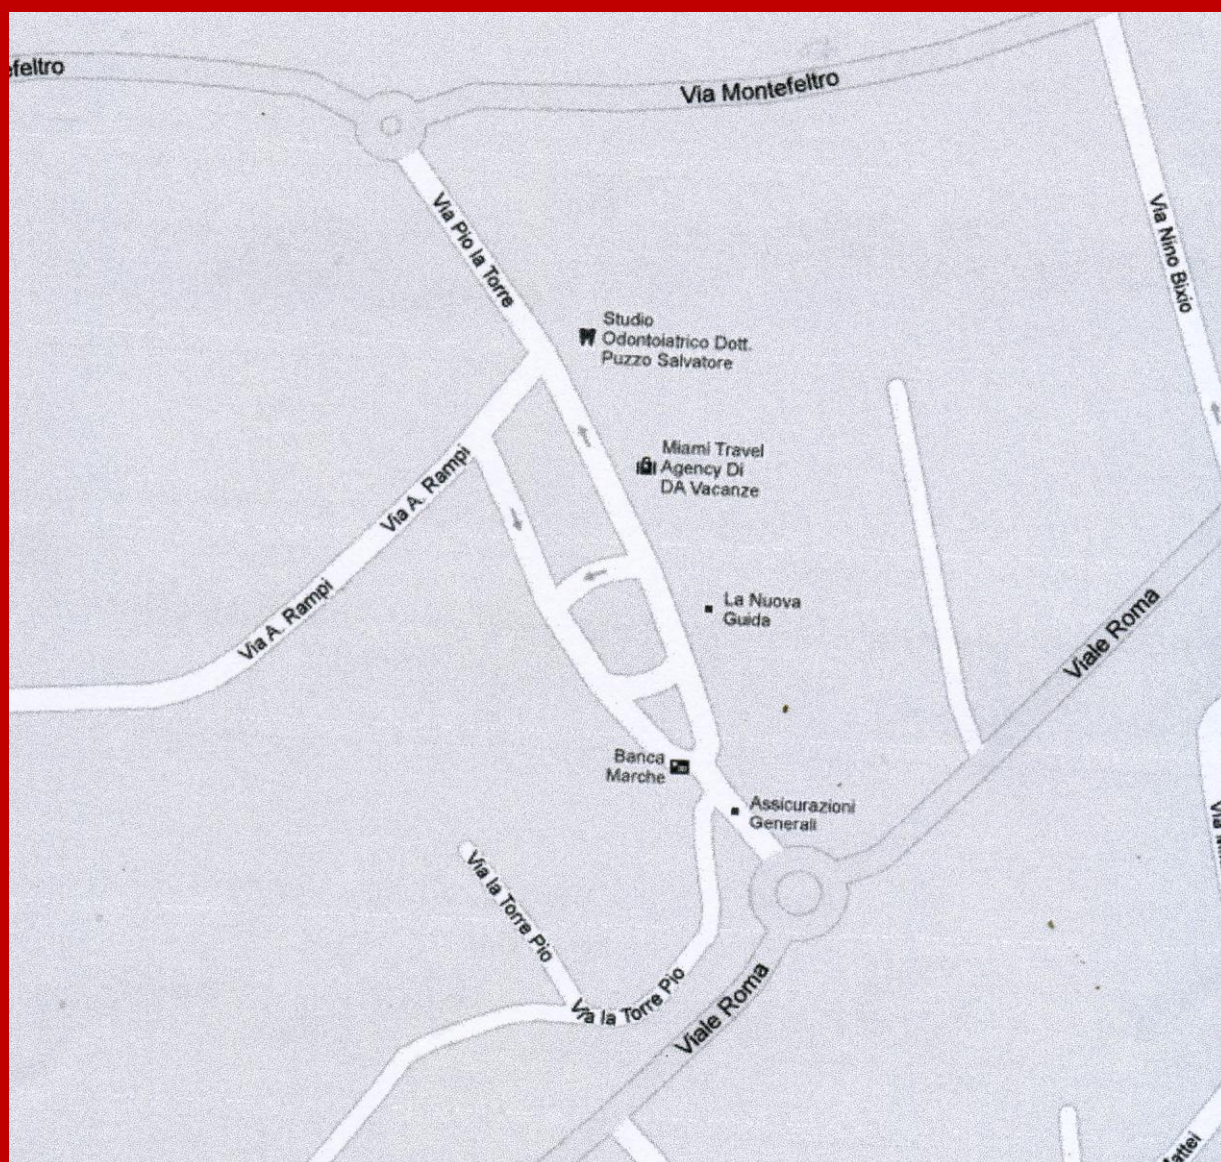 efeltro
Via Montefeltro
Via Pio la Torre
Via Nino Bixio
Studio
Odontoiatrico Dott.
Puzzo Salvatore
Miami Travel
Agency Di
DA Vacanze
Via A. Rampi
Via A. Rampi
La Nuova
Guida
Viale Roma
Banca
Marche
Assicurazioni
Generali
Via la Torre Pio
Via la Torre Pio
Viale Roma
attei